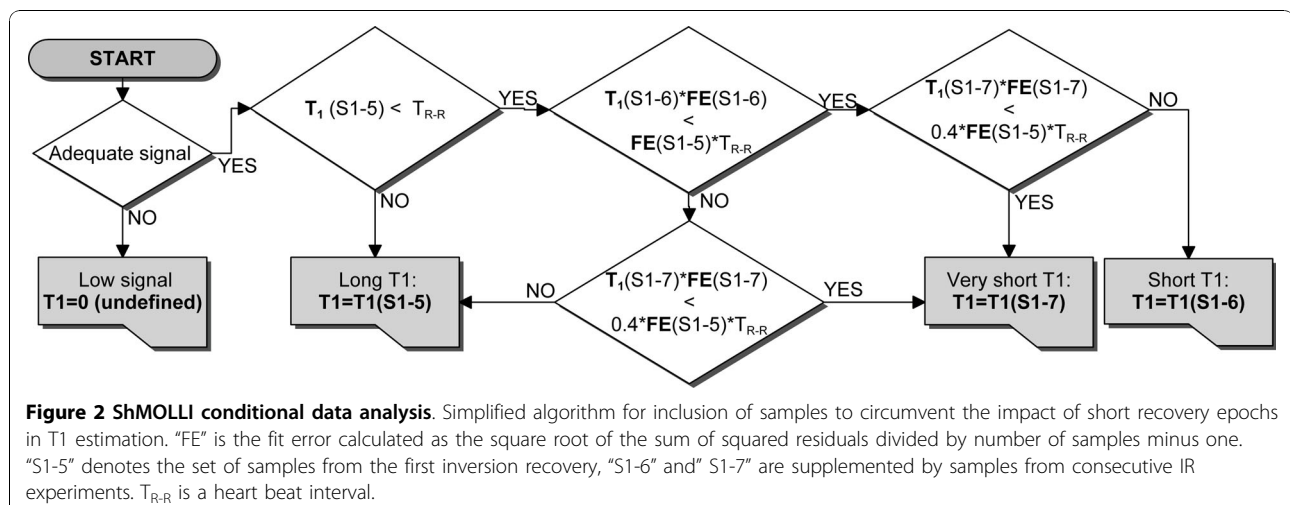 START
Adequate signal
YES
NO
Low signal
T1=0 (undefined)
T1 (S1-5) < TR-R
YES
NO
Long T1:
T1=T1(S1-5)
T1(S1-6)*FE(S1-6)
<
FE(S1-5)*TR-R
YES
NO
T1(S1-7)*FE(S1-7)
<
0.4*FE(S1-5)*TR-R
NO
YES
T1(S1-7)*FE(S1-7)
<
0.4*FE(S1-5)*TR-R
NO
YES
Very short T1:
T1=T1(S1-7)
Short T1:
T1=T1(S1-6)
Figure 2 ShMOLLI conditional data analysis. Simplified algorithm for inclusion of samples to circumvent the impact of short recovery epochs
in T1 estimation. “FE” is the fit error calculated as the square root of the sum of squared residuals divided by number of samples minus one.
“S1-5” denotes the set of samples from the first inversion recovery, “S1-6” and” S1-7” are supplemented by samples from consecutive IR
experiments. TR-R is a heart beat interval.